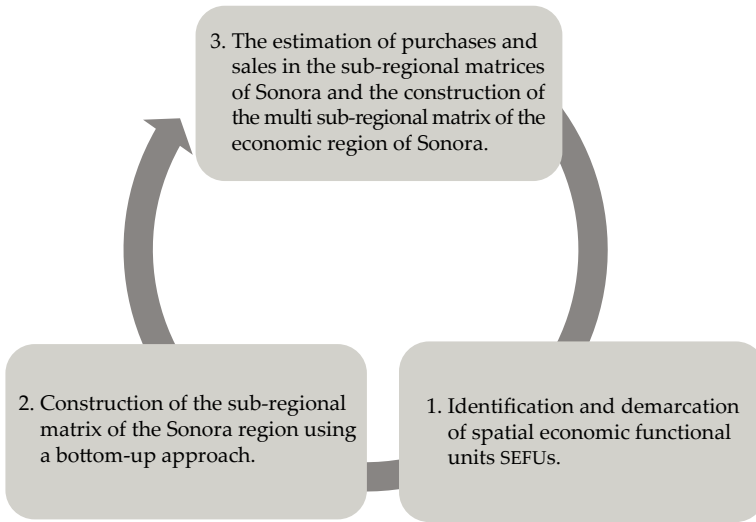 3. The estimation of purchases and
sales in the sub-regional matrices
of Sonora and the construction of
the multi sub-regional matrix of the
economic region of Sonora.
2. Construction of the sub-regional
matrix of the Sonora region using
a bottom-up approach.
1. Identification and demarcation
of spatial economic functional
units SEFUs.